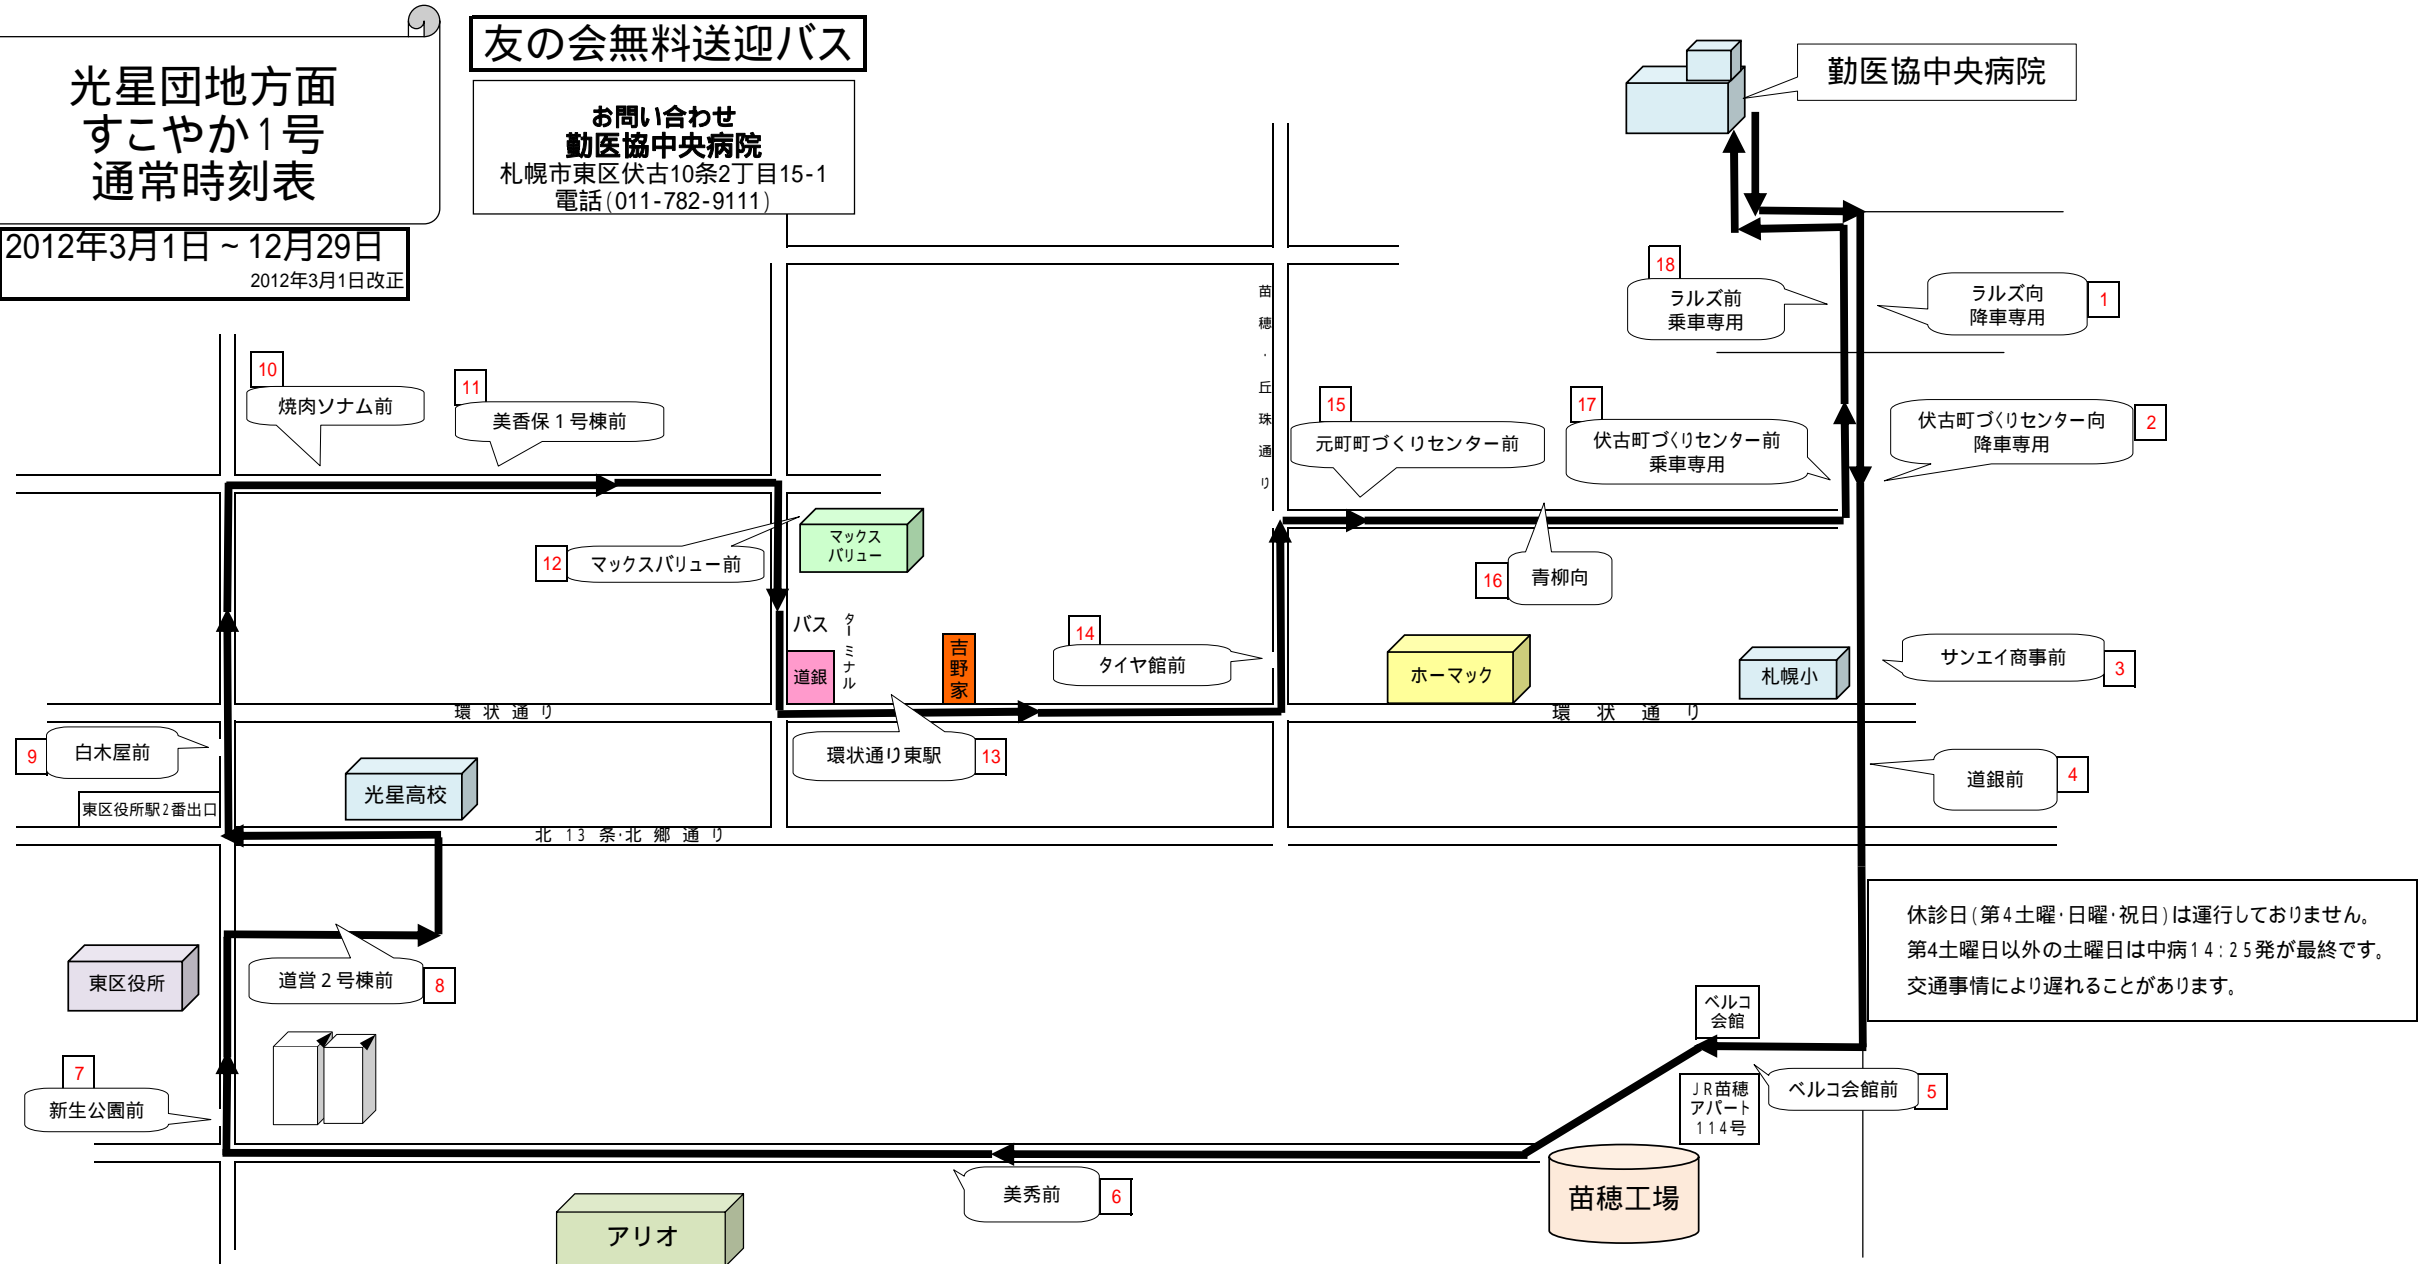 光星団地方面
すこやか1号
通常時刻表
2012年3月1日~12月29日
2012年3月1日改正
友の会無料送迎バス
お問い合わせ
勤医協中央病院
札幌市東区伏古10条2丁目15-1
電話(011-782-9111)
勤医協中央病院
18
ラルズ前
乗車専用
ラルズ向
降車専用
1
苗穂・丘珠通り
10
焼肉ソナム前
11
美香保1号棟前
15
元町町づくりセンター前
17
伏古町づくりセンター前
乗車専用
伏古町づくりセンター向
降車専用
2
12
マックスバリュー前
マックス
バリュー
16
青柳向
バス
ターミナル
道銀
吉野家
14
タイヤ館前
ホーマック
札幌小
サンエイ商事前
3
環状通り
環状通り
9
白木屋前
東区役所駅2番出口
光星高校
環状通り東駅
13
道銀前
4
北13条・北郷通り
東区役所
道営2号棟前
8
休診日(第4土曜・日曜・祝日)は運行しておりません。
第4土曜日以外の土曜日は中病14:25発が最終です。
交通事情により遅れることがあります。
ベルコ
会館
7
新生公園前
JR苗穂
アパート
114号
ベルコ会館前
5
美秀前
6
苗穂工場
アリオ